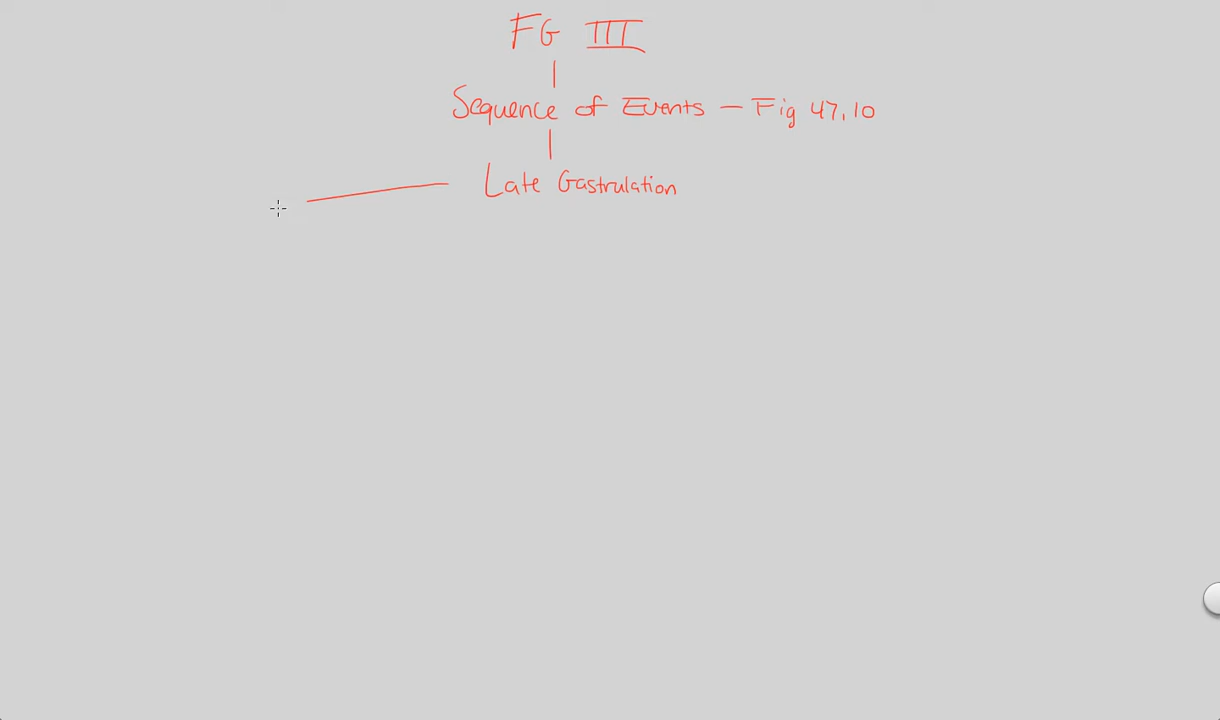 FG III
Sequence of Events - Fig 47.10
Late Gastrulation